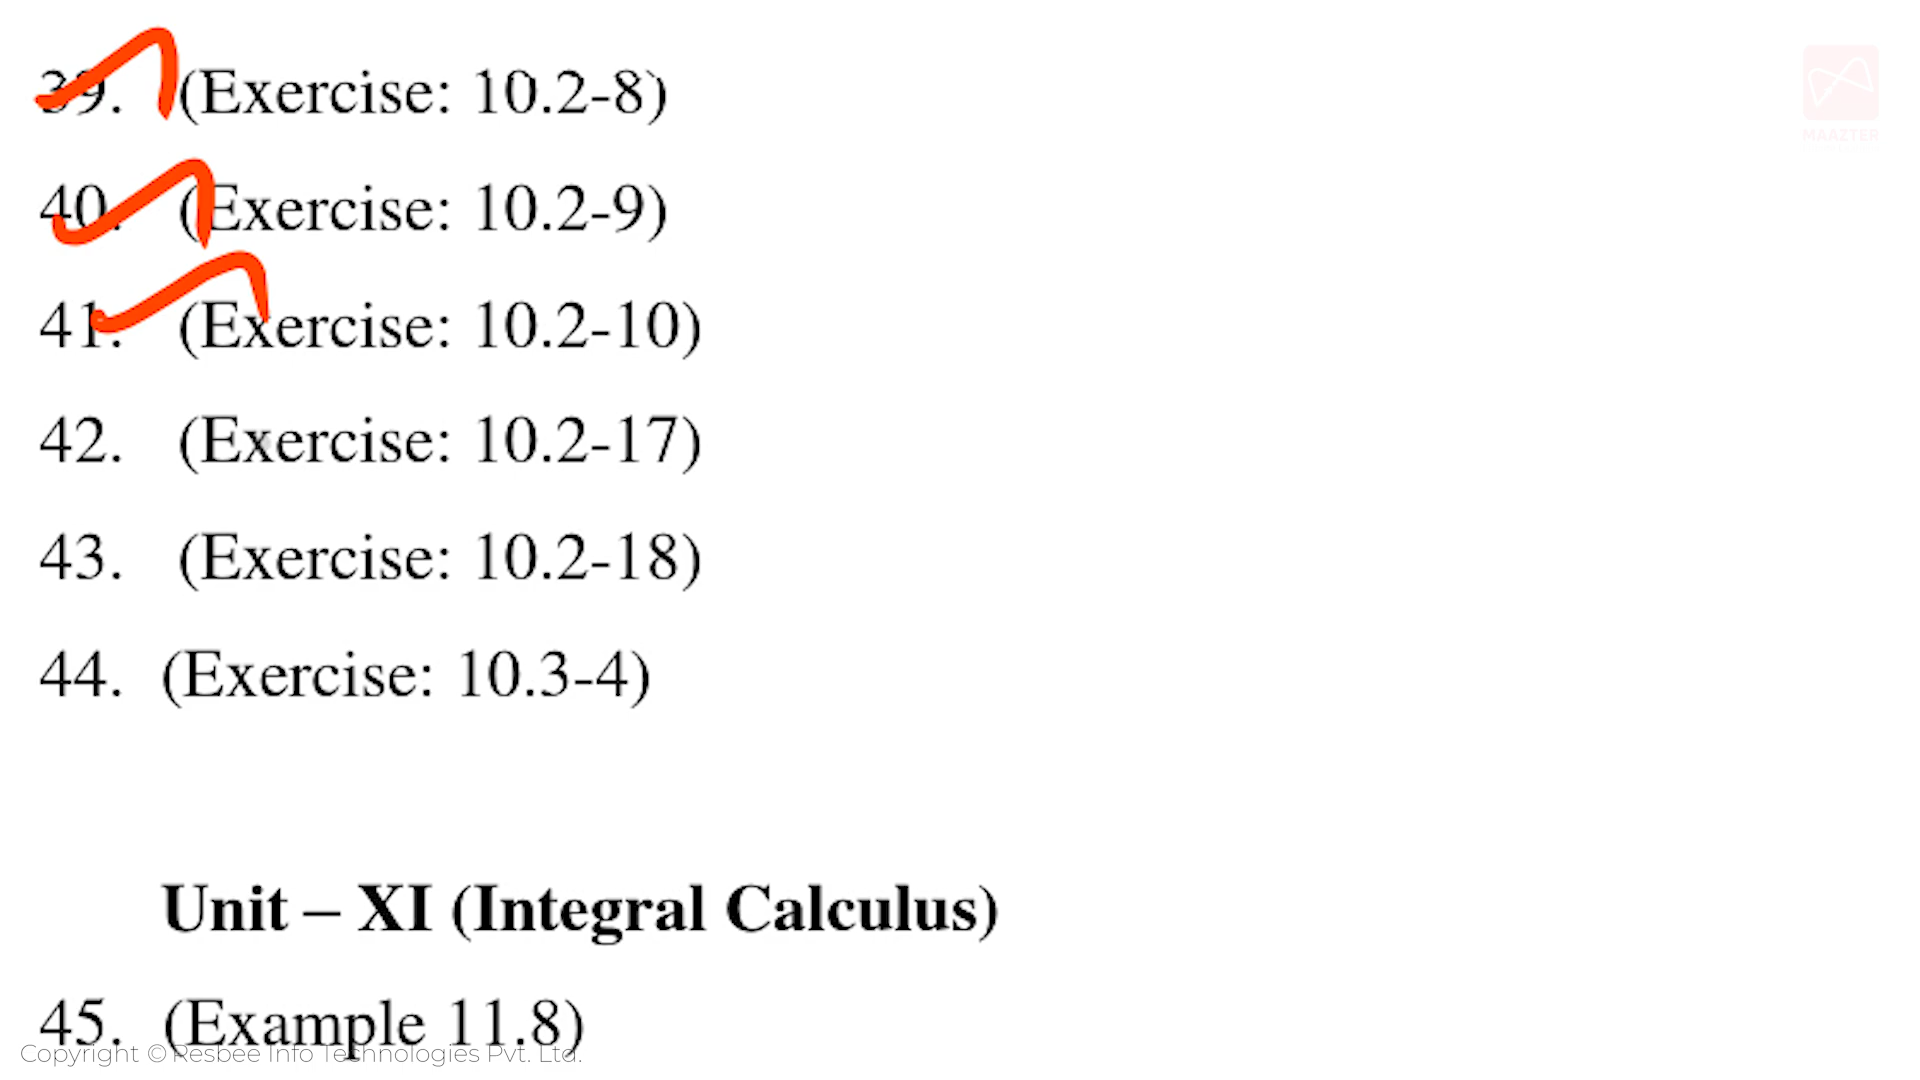 39. (Exercise: 10.2-8)
MAAZTER
40. (Exercise: 10.2-9)
41. (Exercise: 10.2-10)
42. (Exercise: 10.2-17)
43. (Exercise: 10.2-18)
44. (Exercise: 10.3-4)
Unit – XI (Integral Calculus)
45. (Example 11.8)
Copyright © Resbee Info Technologies Pvt. Ltd.